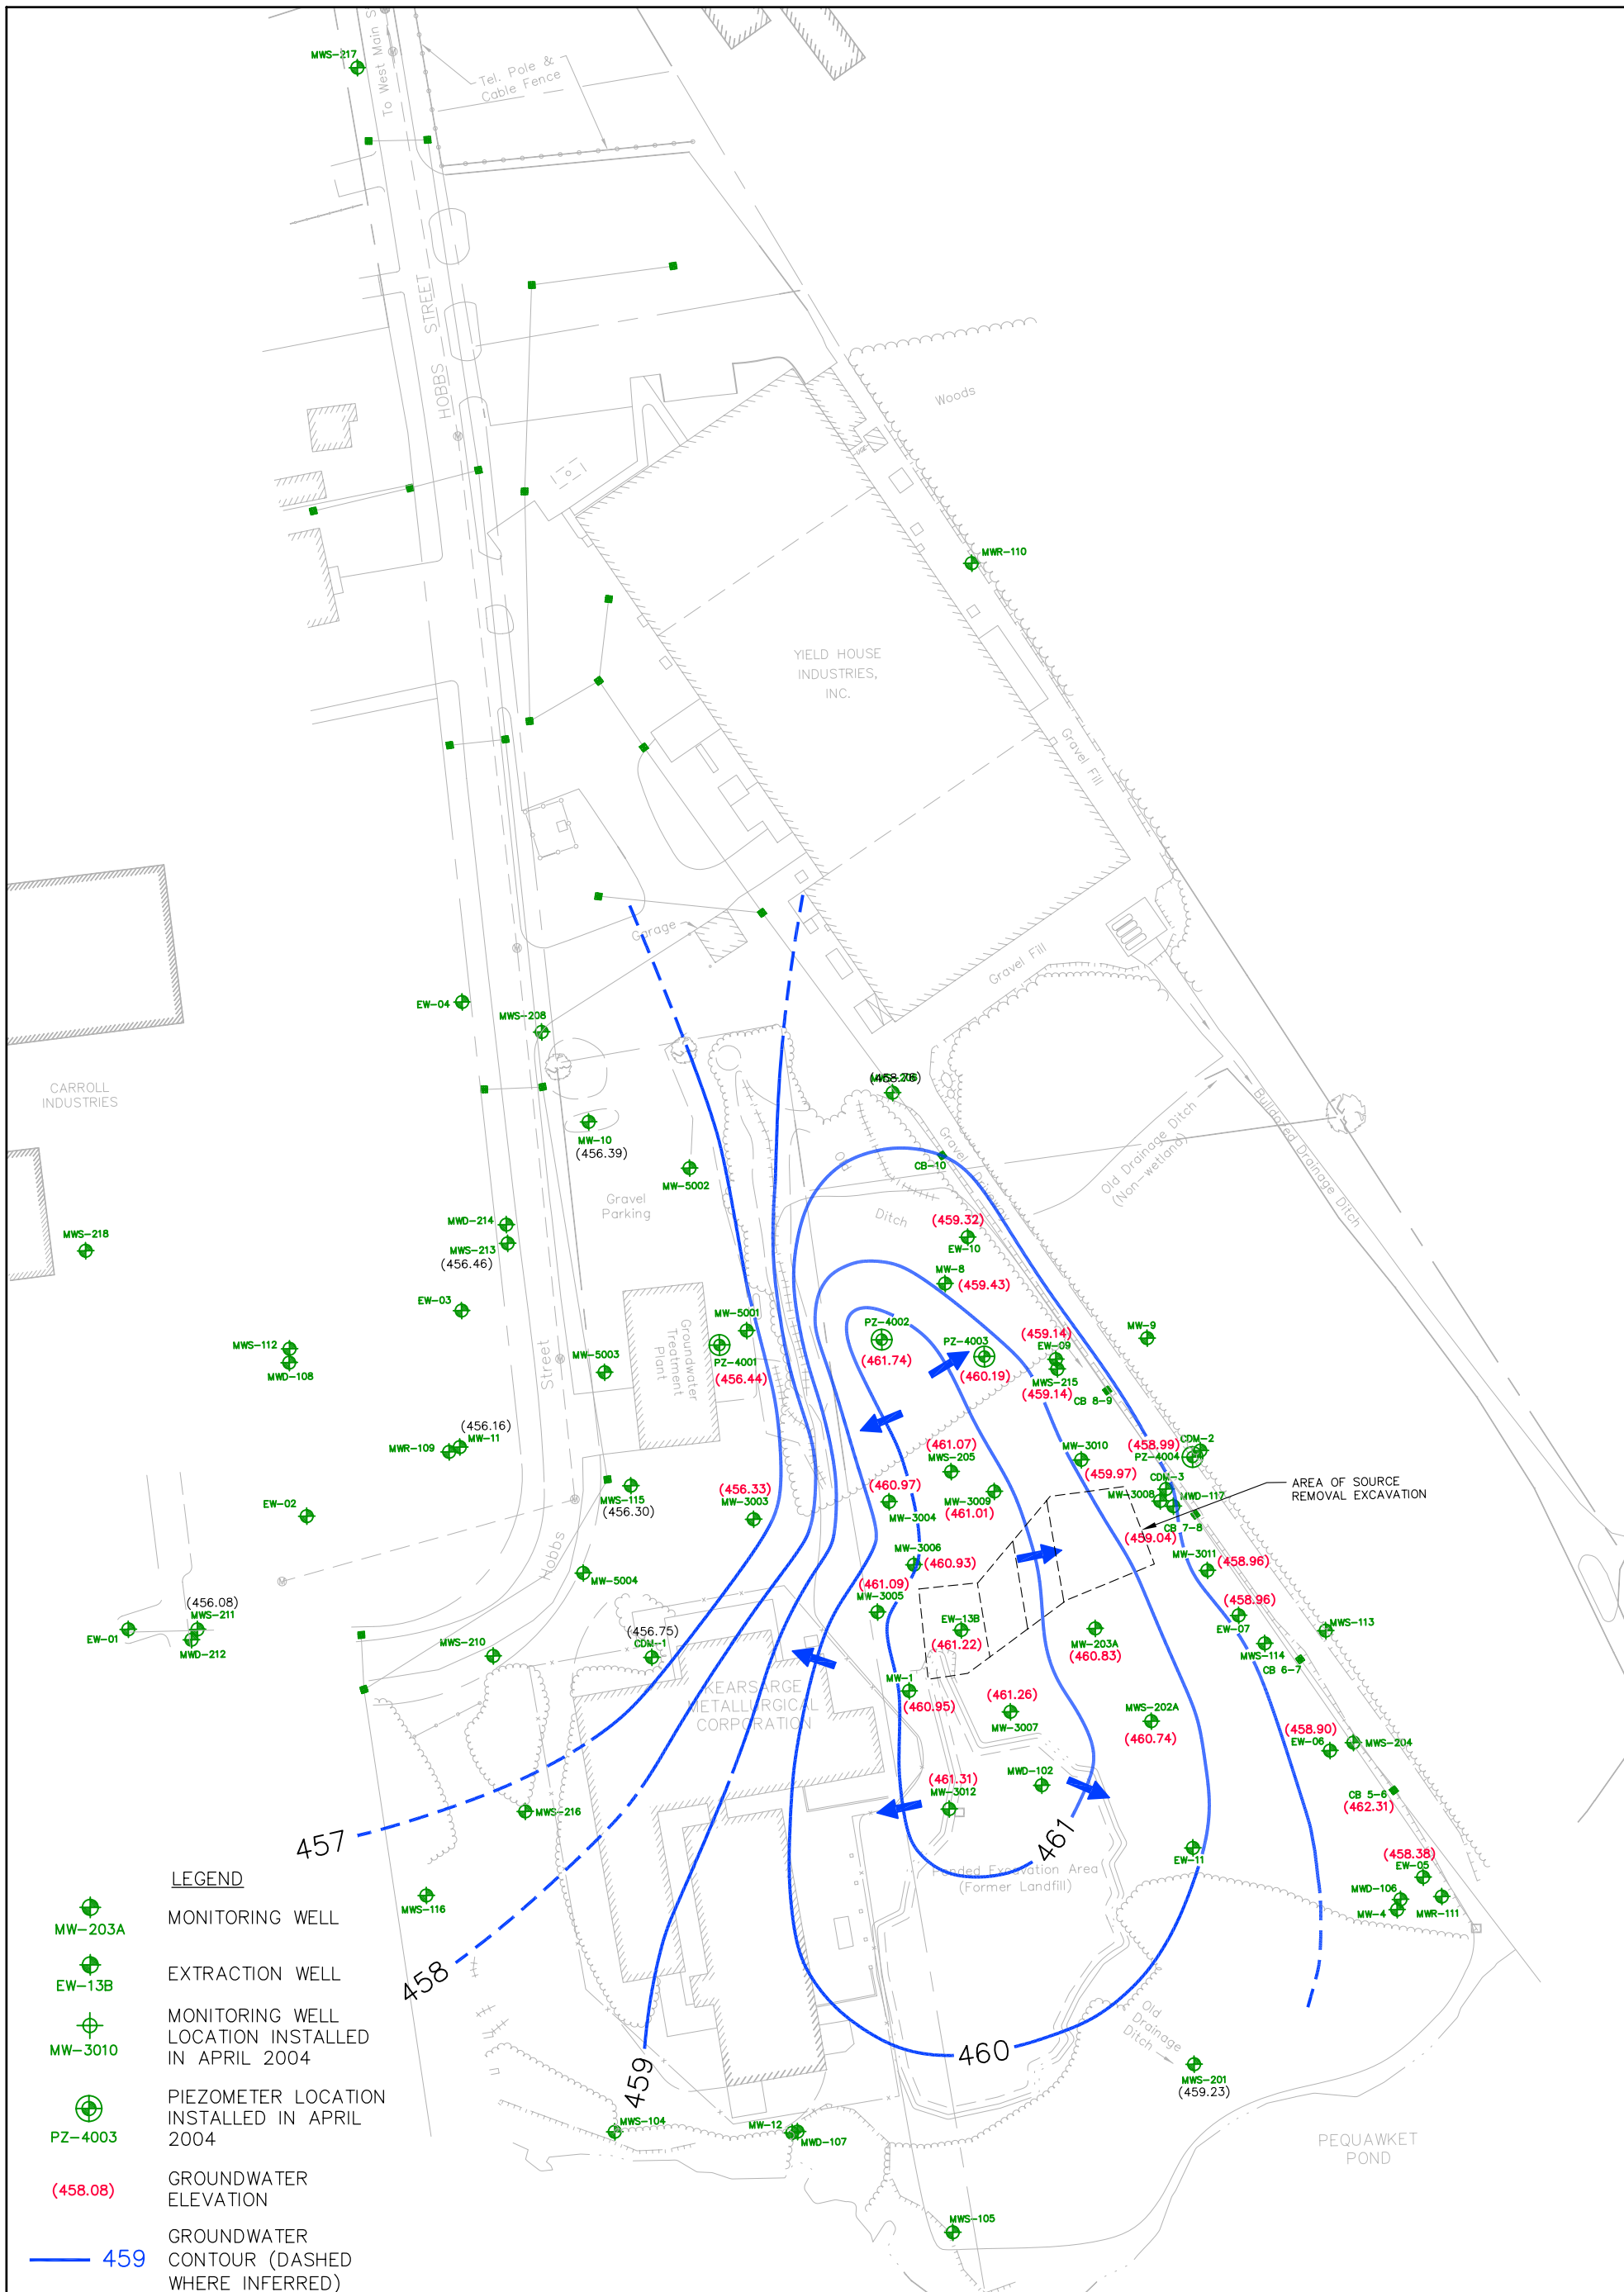 MWS-217
To West Main S
Tel. Pole &
Cable Fence
HOBBS STREET
Woods
MWR-110
YIELD HOUSE
INDUSTRIES,
INC.
Gravel Fill
Garage
Gravel Fill
EW-04
MWS-208
CARROLL
INDUSTRIES
(458.78)
MW-10
(456.39)
MW-5002
Gravel
Parking
CB-10
Gravel Driveway
Old
Ditch
Old Drainage Ditch
(Non-wetland)
Bulldozed Drainage Ditch
MWD-214
MWS-213
(456.46)
MWS-218
(459.32)
EW-10
MW-8
(459.43)
EW-03
MW-5001
PZ-4001
(456.44)
Groundwater
Treatment
Plant
PZ-4002
(461.74)
PZ-4003
(460.19)
(459.14)
EW-09
MWS-215
(459.14)
MW-9
CB 8-9
MWS-112
MWD-108
MW-5003
Street
(456.16)
MW-11
MWR-109
(461.07)
MWS-205
MW-3010
(459.97)
(458.99)
CDM-2
PZ-4004
CDM-3
MW-3008
MWD-117
CB 7-8
(459.04)
AREA OF SOURCE
REMOVAL EXCAVATION
EW-02
MWS-115
(456.30)
(456.33)
MW-3003
(460.97)
MW-3004
MW-3009
(461.01)
MW-3006
(460.93)
MW-3011
(458.96)
Hobbs
MW-5004
(461.09)
MW-3005
(458.96)
EW-07
(456.08)
MWS-211
EW-01
MWD-212
MWS-210
(456.75)
CDM-1
EW-13B
(461.22)
MW-203A
(460.83)
MWS-113
MWS-114
CB 6-7
KEARSARGE
METALLURGICAL
CORPORATION
MW-1
(460.95)
(461.26)
MW-3007
MWS-202A
(460.74)
(458.90)
EW-06
MWS-204
MWS-216
(461.31)
MW-3012
MWD-102
CB 5-6
(462.31)
457
461
EW-11
Ponded Excavation Area
(Former Landfill)
(458.38)
EW-05
MWD-106
MW-4
MWR-111
MWS-116
458
459
460
Old
Drainage
Ditch
MWS-201
(459.23)
MWS-104
MW-12
MWD-107
PEQUAWKET
POND
MWS-105
LEGEND
MW-203A
MONITORING WELL
EW-13B
EXTRACTION WELL
MW-3010
MONITORING WELL
LOCATION INSTALLED
IN APRIL 2004
PZ-4003
PIEZOMETER LOCATION
INSTALLED IN APRIL
2004
(458.08)
GROUNDWATER
ELEVATION
459
GROUNDWATER
CONTOUR (DASHED
WHERE INFERRED)